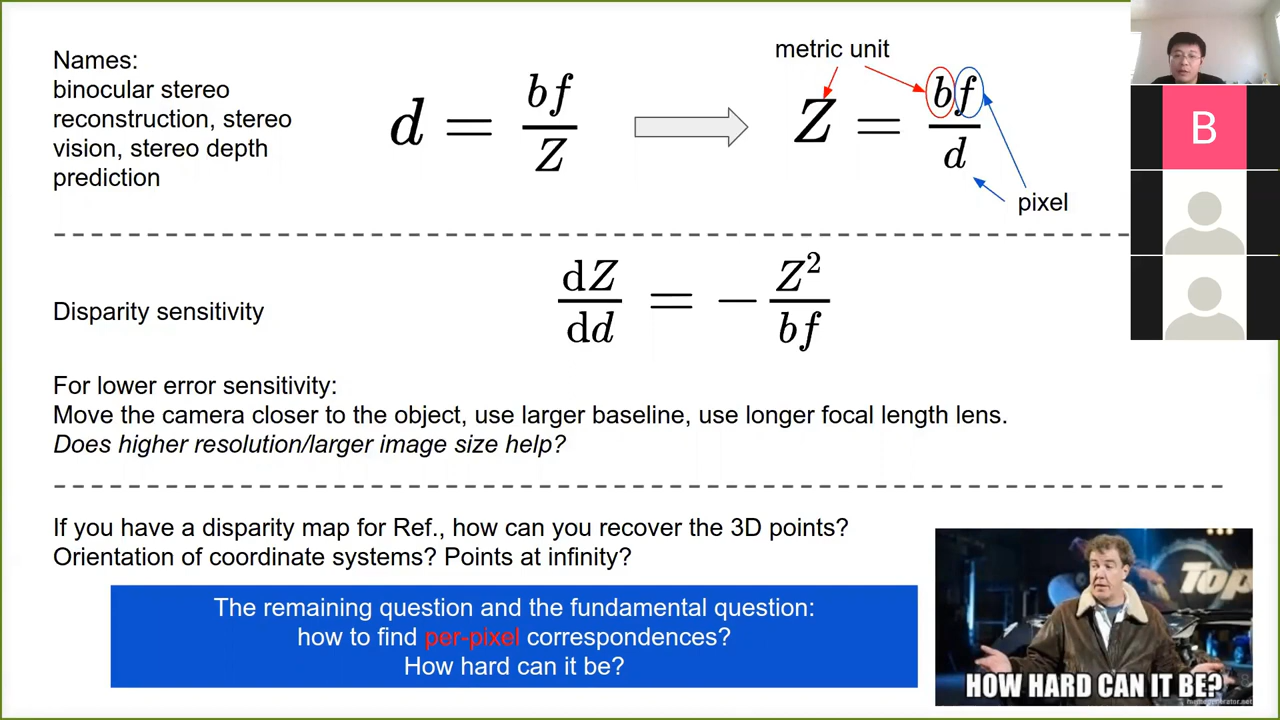 Names:
binocular stereo
reconstruction, stereo
vision, stereo depth
prediction
d = bf/Z
metric unit
Z = bf/d
pixel
Disparity sensitivity
dZ/dd = −Z²/bf
For lower error sensitivity:
Move the camera closer to the object, use larger baseline, use longer focal length lens.
Does higher resolution/larger image size help?
If you have a disparity map for Ref., how can you recover the 3D points?
Orientation of coordinate systems? Points at infinity?
The remaining question and the fundamental question:
how to find per-pixel correspondences?
How hard can it be?
Top
HOW HARD CAN IT BE?
B